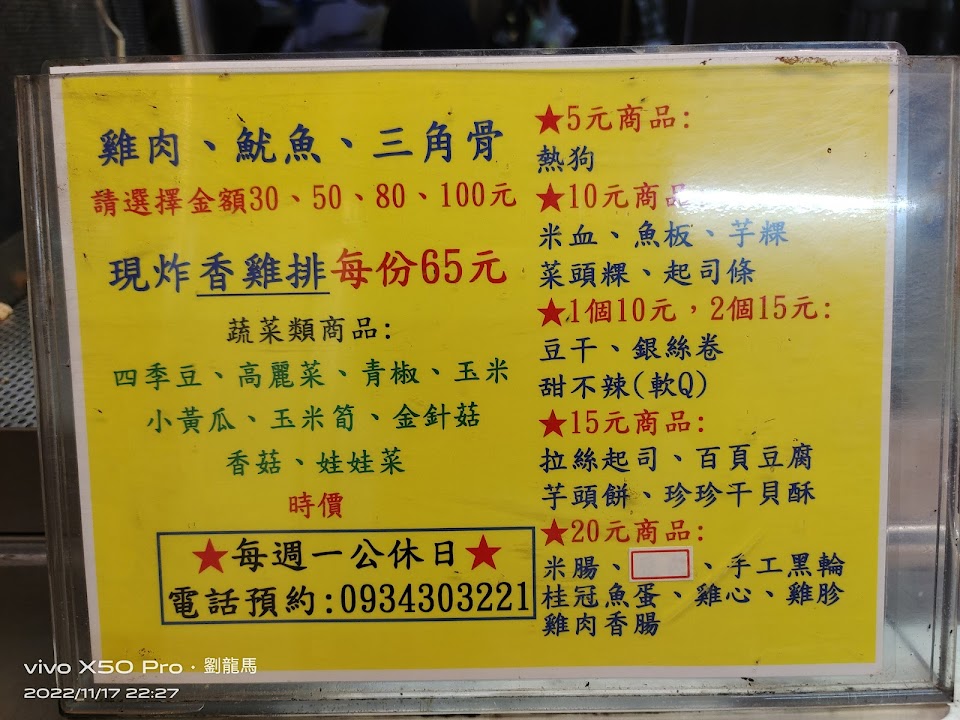 雞肉、魷魚、三角骨
請選擇金額30、50、80、100元
現炸香雞排每份65元
蔬菜類商品:
四季豆、高麗菜、青椒、玉米
小黃瓜、玉米筍、金針菇
香菇、娃娃菜
時價
★每週一公休日★
電話預約:0934303221
★5元商品:
熱狗
★10元商品
米血、魚板、芋粿
菜頭粿、起司條
★1個10元,2個15元:
豆干、銀絲卷
甜不辣(軟Q)
★15元商品:
拉絲起司、百頁豆腐
芋頭餅、珍珍干貝酥
★20元商品:
米腸、 、手工黑輪
桂冠魚蛋、雞心、雞胗
雞肉香腸
vivo X50 Pro·劉龍馬
2022/11/17 22:27